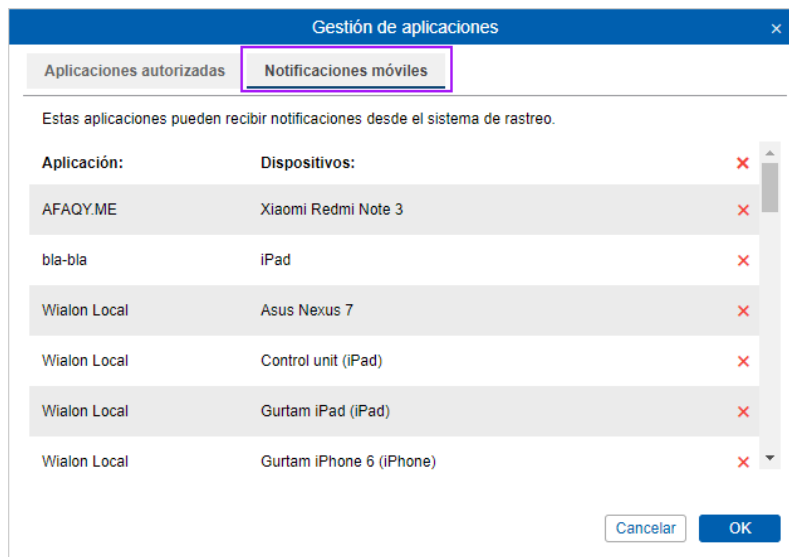 Gestión de aplicaciones
Aplicaciones autorizadas Notificaciones móviles
Estas aplicaciones pueden recibir notificaciones desde el sistema de rastreo.
Aplicación: Dispositivos:
AFAQY.ME Xiaomi Redmi Note 3
bla-bla iPad
Wialon Local Asus Nexus 7
Wialon Local Control unit (iPad)
Wialon Local Gurtam iPad (iPad)
Wialon Local Gurtam iPhone 6 (iPhone)
Cancelar OK